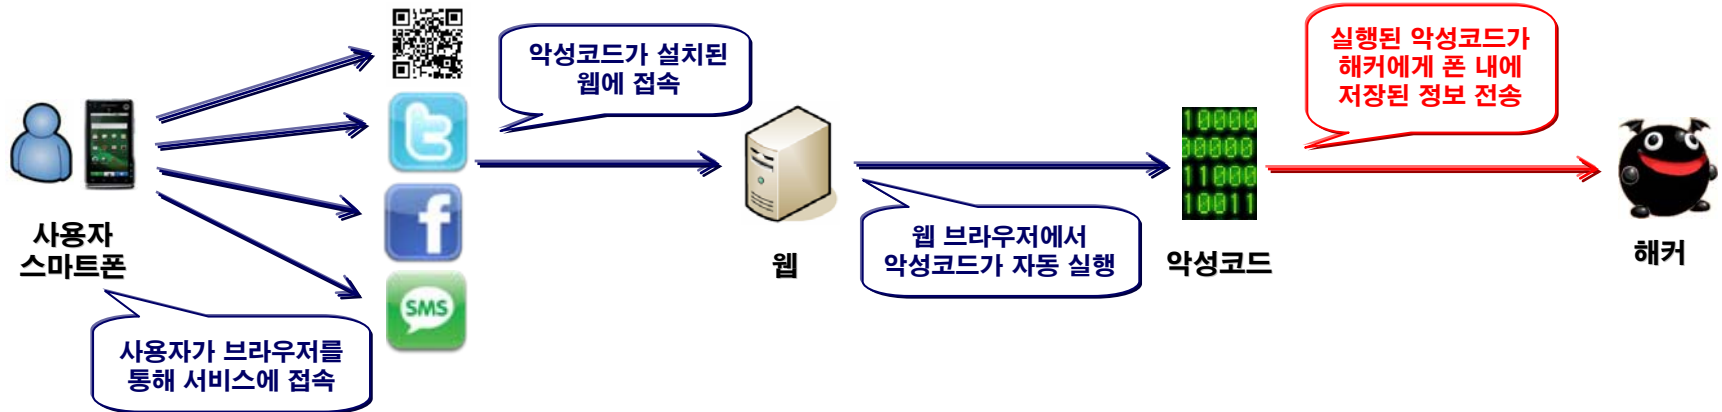 악성코드가 설치된
웹에 접속
실행된 악성코드가
해커에게 폰 내에
저장된 정보 전송
10000
00000
11000
10011
사용자
스마트폰
웹
웹 브라우저에서
악성코드가 자동 실행
악성코드
해커
SMS
사용자가 브라우저를
통해 서비스에 접속